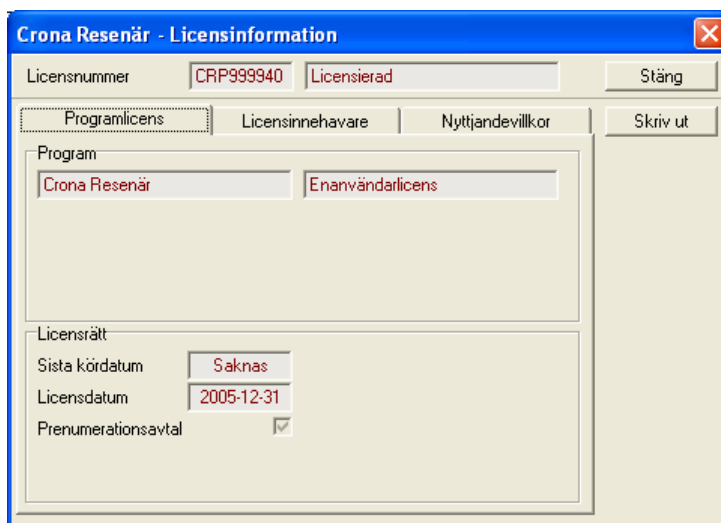 Crona Resenär - Licensinformation
Licensnummer CRP999940 Licensierad Stäng
Programlicens Licensinnehavare Nyttjandevillkor Skriv ut
Program
Crona Resenär Enanvändarlicens
Licensrätt
Sista kördatum Saknas
Licensdatum 2005-12-31
Prenumerationsavtal